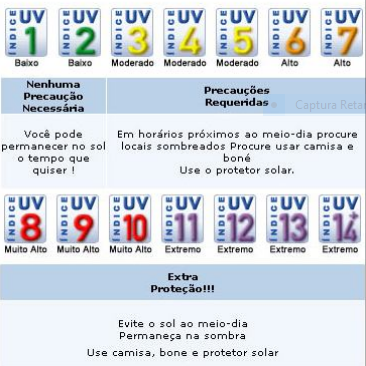 ÍNDICE UV 1 ÍNDICE UV 2 ÍNDICE UV 3 ÍNDICE UV 4 ÍNDICE UV 5 ÍNDICE UV 6 ÍNDICE UV 7
Baixo Baixo Moderado Moderado Moderado Alto Alto
Nenhuma
Precaução
Necessária
Precauções
Requeridas
Captura Reta
Você pode
permanecer no sol
o tempo que
quiser !
Em horários próximos ao meio-dia procure
locais sombreados Procure usar camisa e
boné
Use o protetor solar.
ÍNDICE UV 8 ÍNDICE UV 9 ÍNDICE UV 10 ÍNDICE UV 11 ÍNDICE UV 12 ÍNDICE UV 13 ÍNDICE UV 14+
Muito Alto Muito Alto Muito Alto Extremo Extremo Extremo Extremo
Extra
Proteção!!!
Evite o sol ao meio-dia
Permaneça na sombra
Use camisa, bone e protetor solar